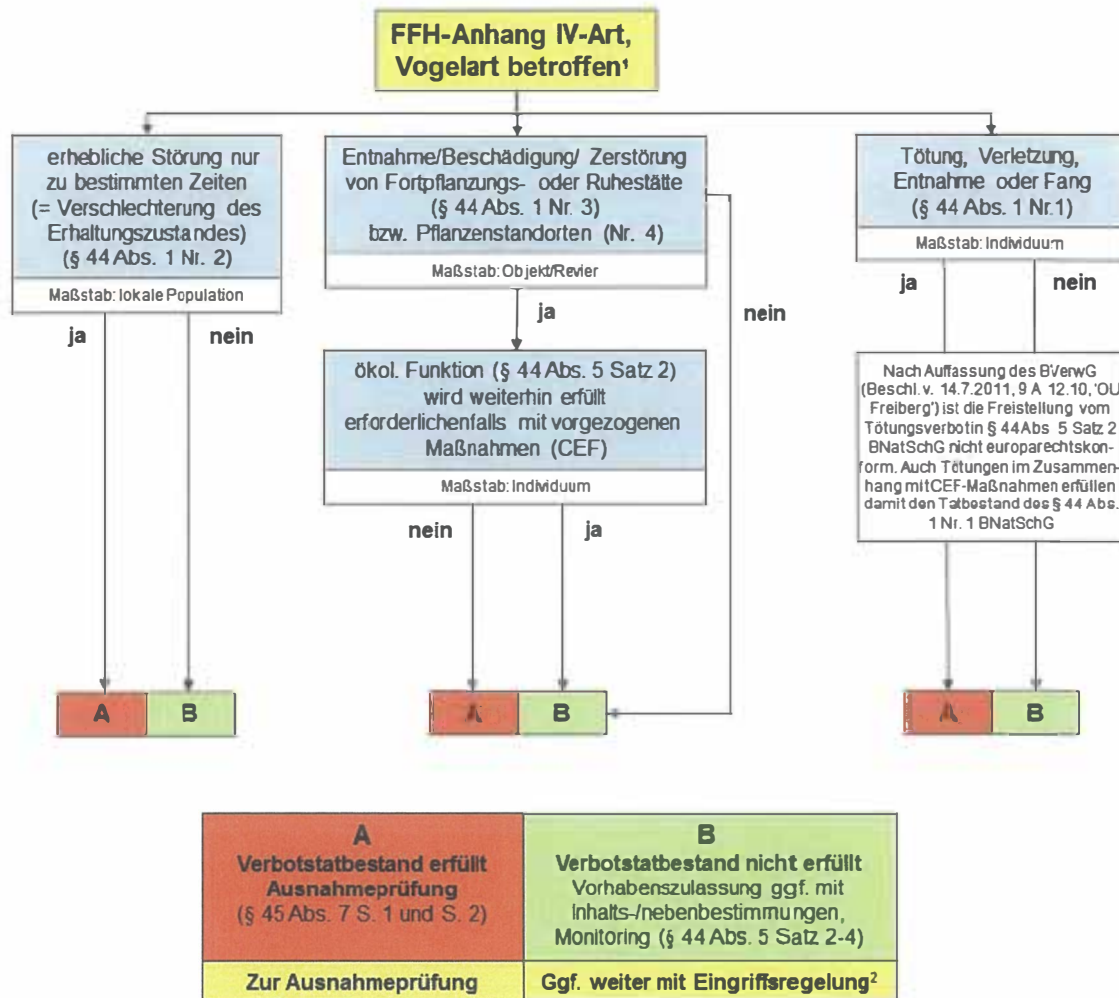 FFH-Anhang IV-Art,
Vogelart betroffen¹
erhebliche Störung nur
zu bestimmten Zeiten
(= Verschlechterung des
Erhaltungszustandes)
(§ 44 Abs. 1 Nr. 2)
Maßstab: lokale Population
ja
nein
Entnahme/Beschädigung/ Zerstörung
von Fortpflanzungs- oder Ruhestätte
(§ 44 Abs. 1 Nr. 3)
bzw. Pflanzenstandorten (Nr. 4)
Maßstab: Objekt/Revier
ja
nein
ökol. Funktion (§ 44 Abs. 5 Satz 2)
wird weiterhin erfüllt
erforderlichenfalls mit vorgezogenen
Maßnahmen (CEF)
Maßstab: Individuum
nein
ja
Tötung, Verletzung,
Entnahme oder Fang
(§ 44 Abs. 1 Nr.1)
Maßstab: Individuum
ja
nein
Nach Auffassung des BVerwG
(Beschl. v. 14.7.2011, 9 A 12.10, 'OU
Freiberg') ist die Freistellung vom
Tötungsverbot in § 44 Abs 5 Satz 2
BNatSchG nicht europarechtskon-
form. Auch Tötungen im Zusammen-
hang mit CEF-Maßnahmen erfüllen
damit den Tatbestand des § 44 Abs.
1 Nr. 1 BNatSchG
A B
A B
A B
A
Verbotstatbestand erfüllt
Ausnahmeprüfung
(§ 45 Abs. 7 S. 1 und S. 2)
Zur Ausnahmeprüfung
B
Verbotstatbestand nicht erfüllt
Vorhabenszulassung ggf. mit
Inhalts-/nebenbestimmungen,
Monitoring (§ 44 Abs. 5 Satz 2-4)
Ggf. weiter mit Eingriffsregelung²